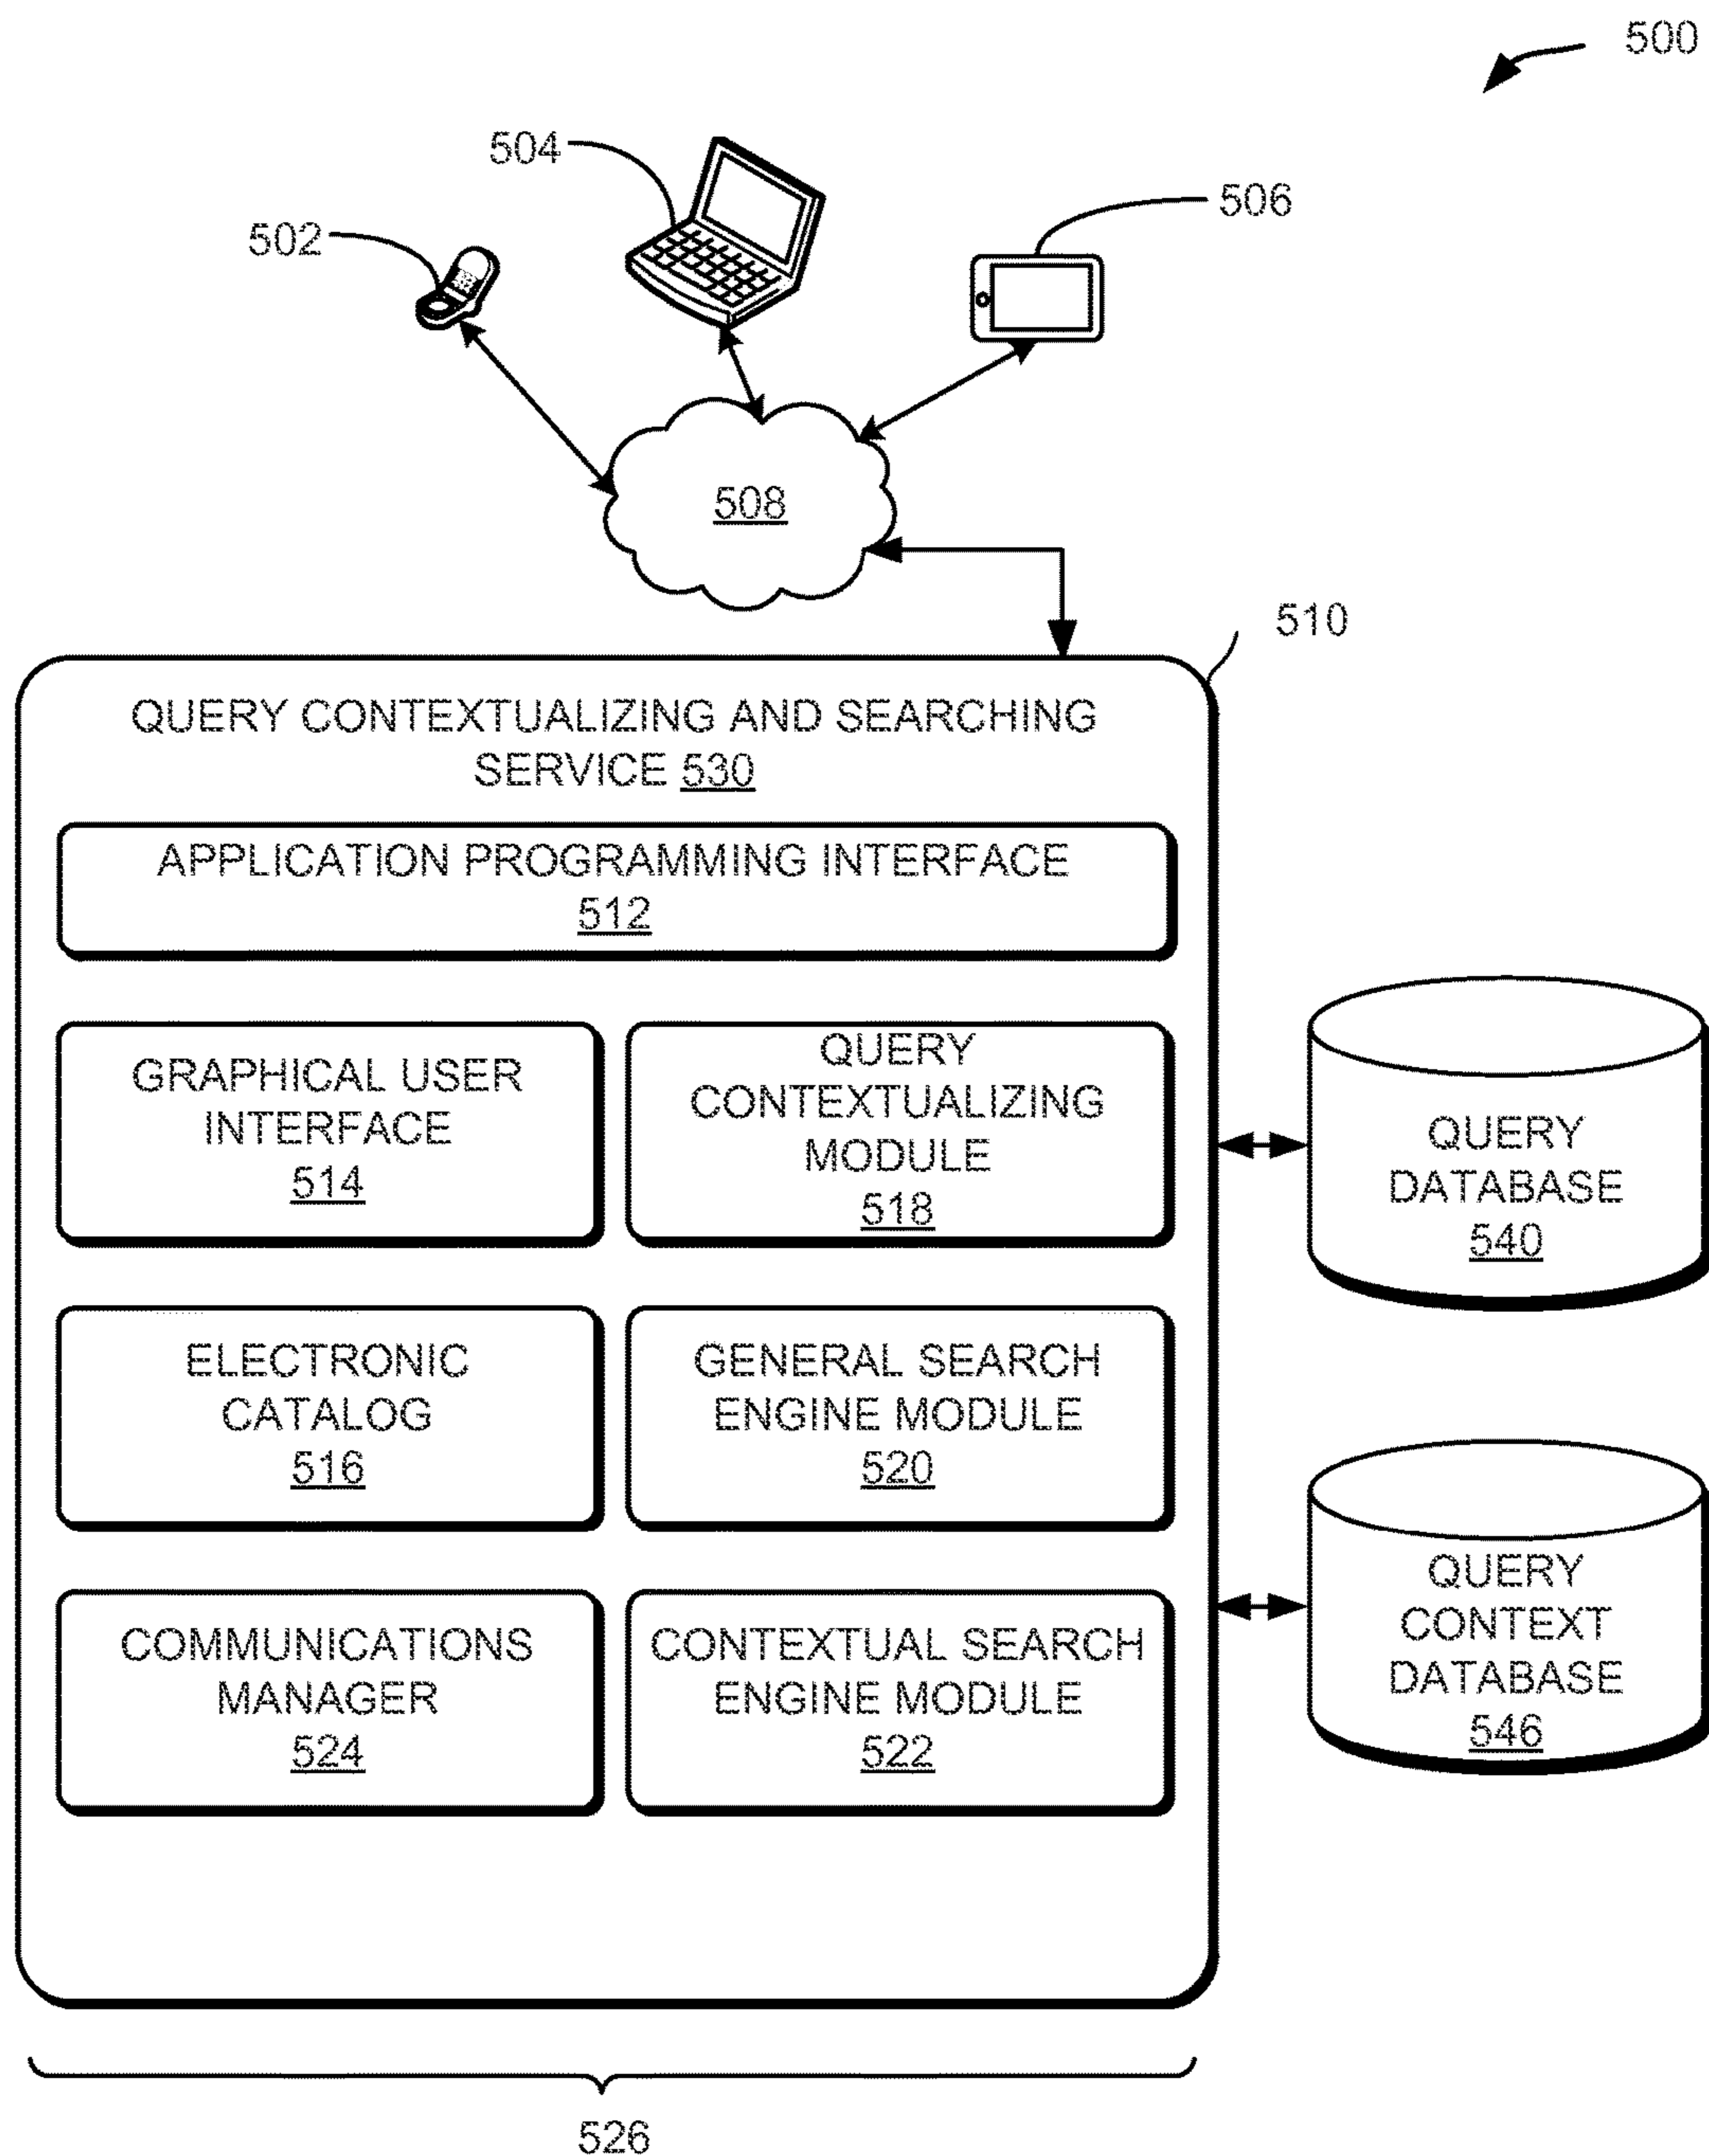 500
504
506
502
508
510
QUERY CONTEXTUALIZING AND SEARCHING
SERVICE 530
APPLICATION PROGRAMMING INTERFACE
512
GRAPHICAL USER
INTERFACE
514
QUERY
CONTEXTUALIZING
MODULE
518
QUERY
DATABASE
540
ELECTRONIC
CATALOG
516
GENERAL SEARCH
ENGINE MODULE
520
COMMUNICATIONS
MANAGER
524
CONTEXTUAL SEARCH
ENGINE MODULE
522
QUERY
CONTEXT
DATABASE
546
526